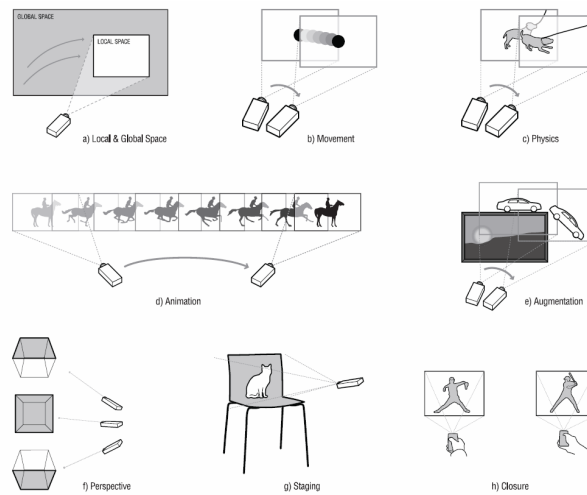 GLOBAL SPACE
LOCAL SPACE
a) Local & Global Space
b) Movement
c) Physics
d) Animation
e) Augmentation
f) Perspective
g) Staging
h) Closure